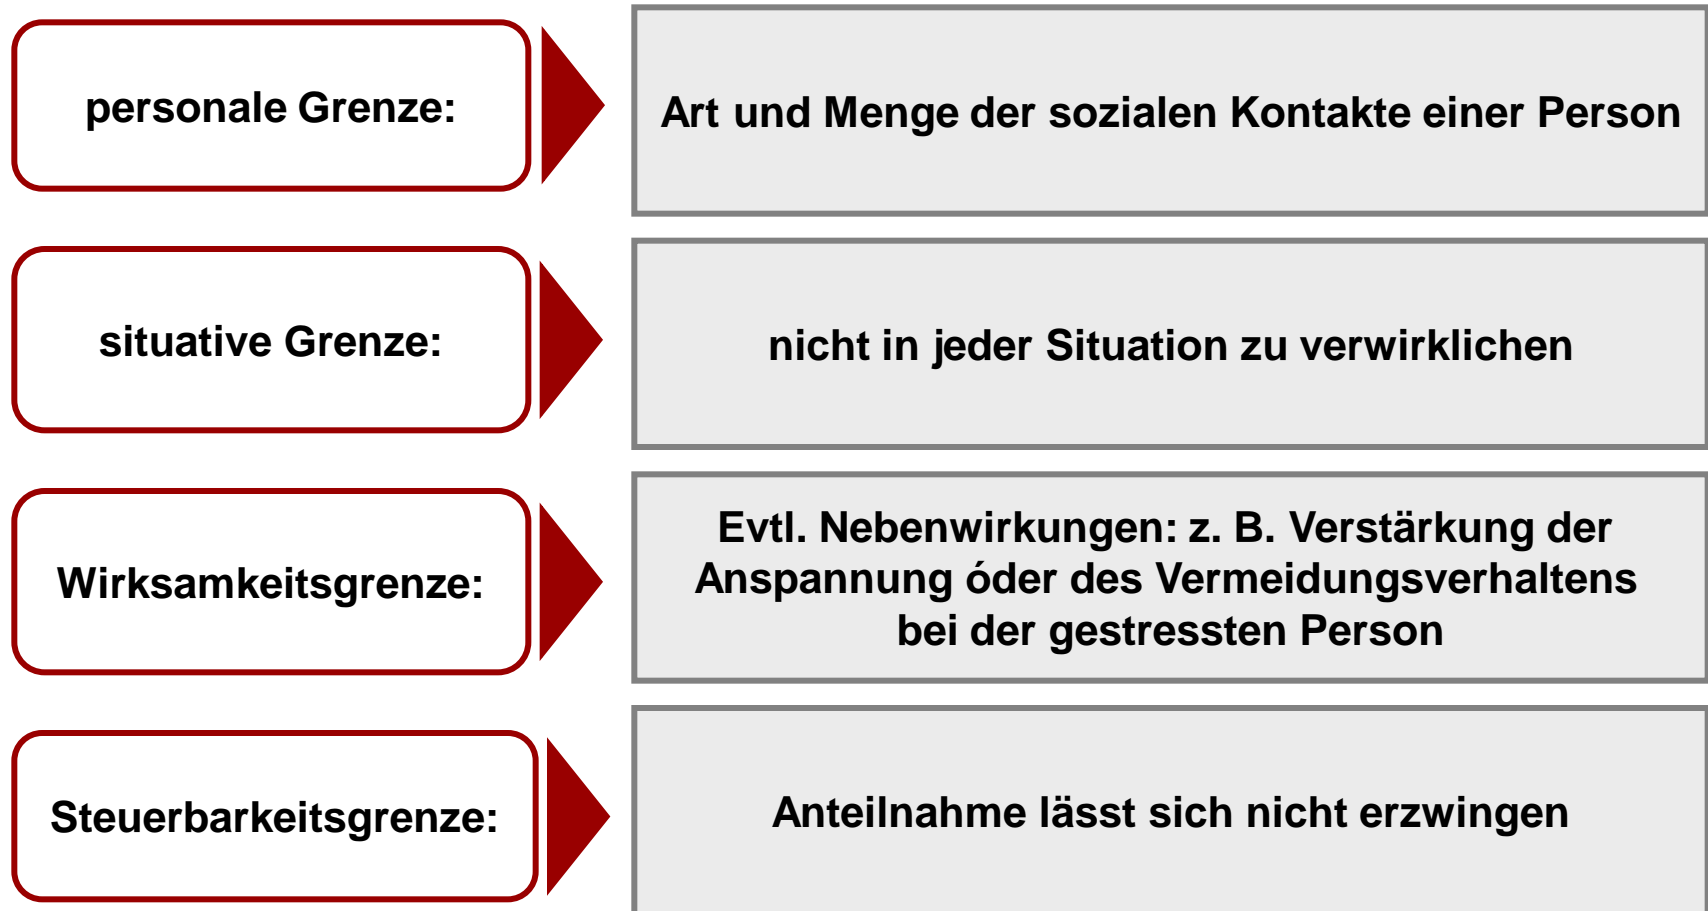 personale Grenze:
Art und Menge der sozialen Kontakte einer Person
situative Grenze:
nicht in jeder Situation zu verwirklichen
Wirksamkeitsgrenze:
Evtl. Nebenwirkungen: z. B. Verstärkung der
Anspannung óder des Vermeidungsverhaltens
bei der gestressten Person
Steuerbarkeitsgrenze:
Anteilnahme lässt sich nicht erzwingen